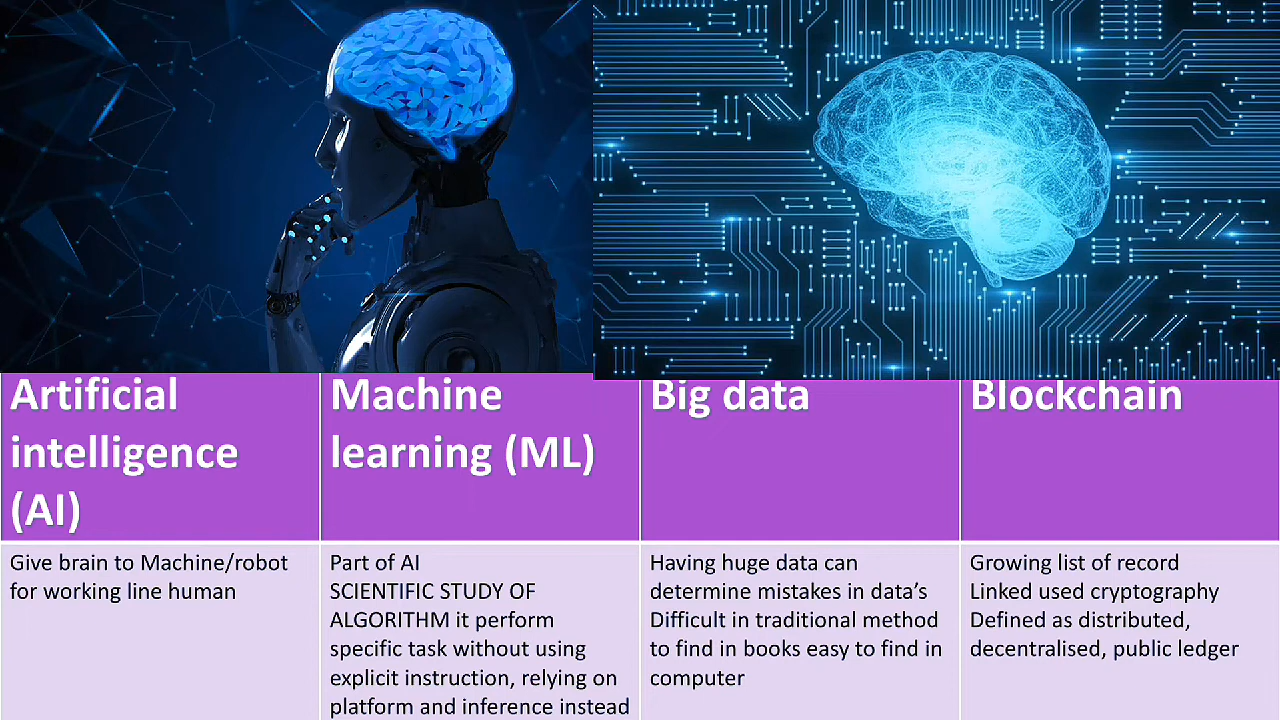 Artificial
intelligence
(AI)
Machine
learning (ML)
Big data
Blockchain
Give brain to Machine/robot
for working line human
Part of AI
SCIENTIFIC STUDY OF
ALGORITHM it perform
specific task without using
explicit instruction, relying on
platform and inference instead
Having huge data can
determine mistakes in data’s
Difficult in traditional method
to find in books easy to find in
computer
Growing list of record
Linked used cryptography
Defined as distributed,
decentralised, public ledger